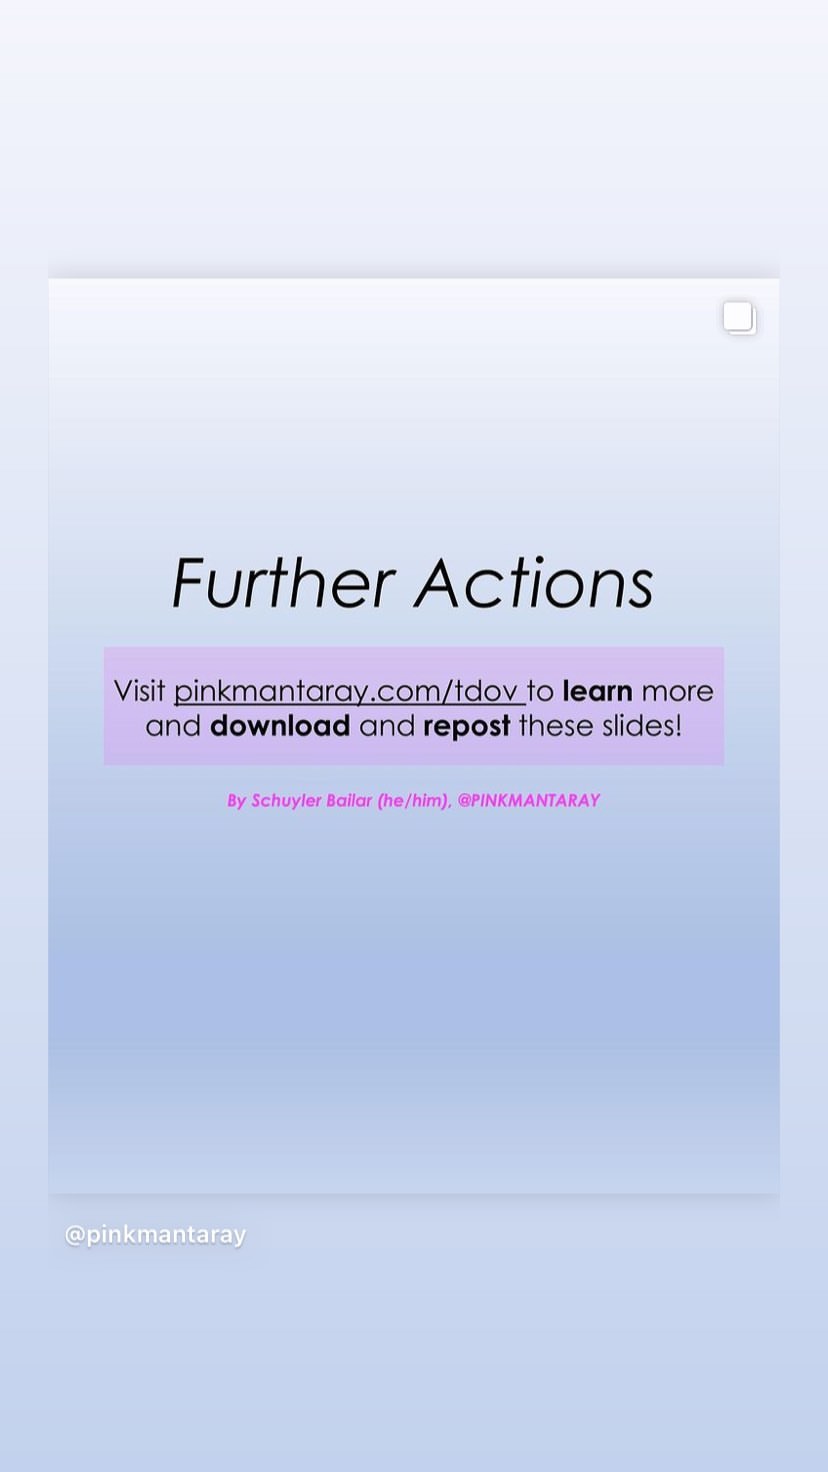 Further Actions
Visit pinkmantaray.com/tdov to learn more
and download and repost these slides!
By Schuyler Bailar (he/him), @PINKMANTARAY
@pinkmantaray